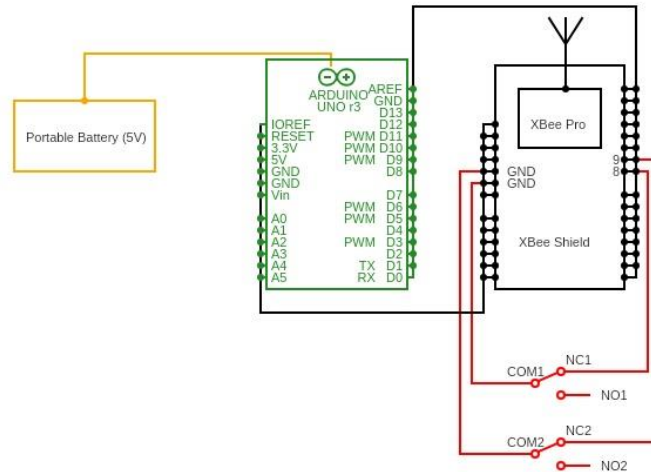 Portable Battery (5V)
ARDUINO
UNO r3
IOREF
RESET
3.3V
5V
GND
GND
Vin
A0
A1
A2
A3
A4
A5
AREF
GND
D13
D12
PWM D11
PWM D10
PWM D9
D8
D7
PWM D6
PWM D5
D4
PWM D3
D2
TX D1
RX D0
XBee Pro
GND
GND
9
8
XBee Shield
COM1
NC1
NO1
COM2
NC2
NO2